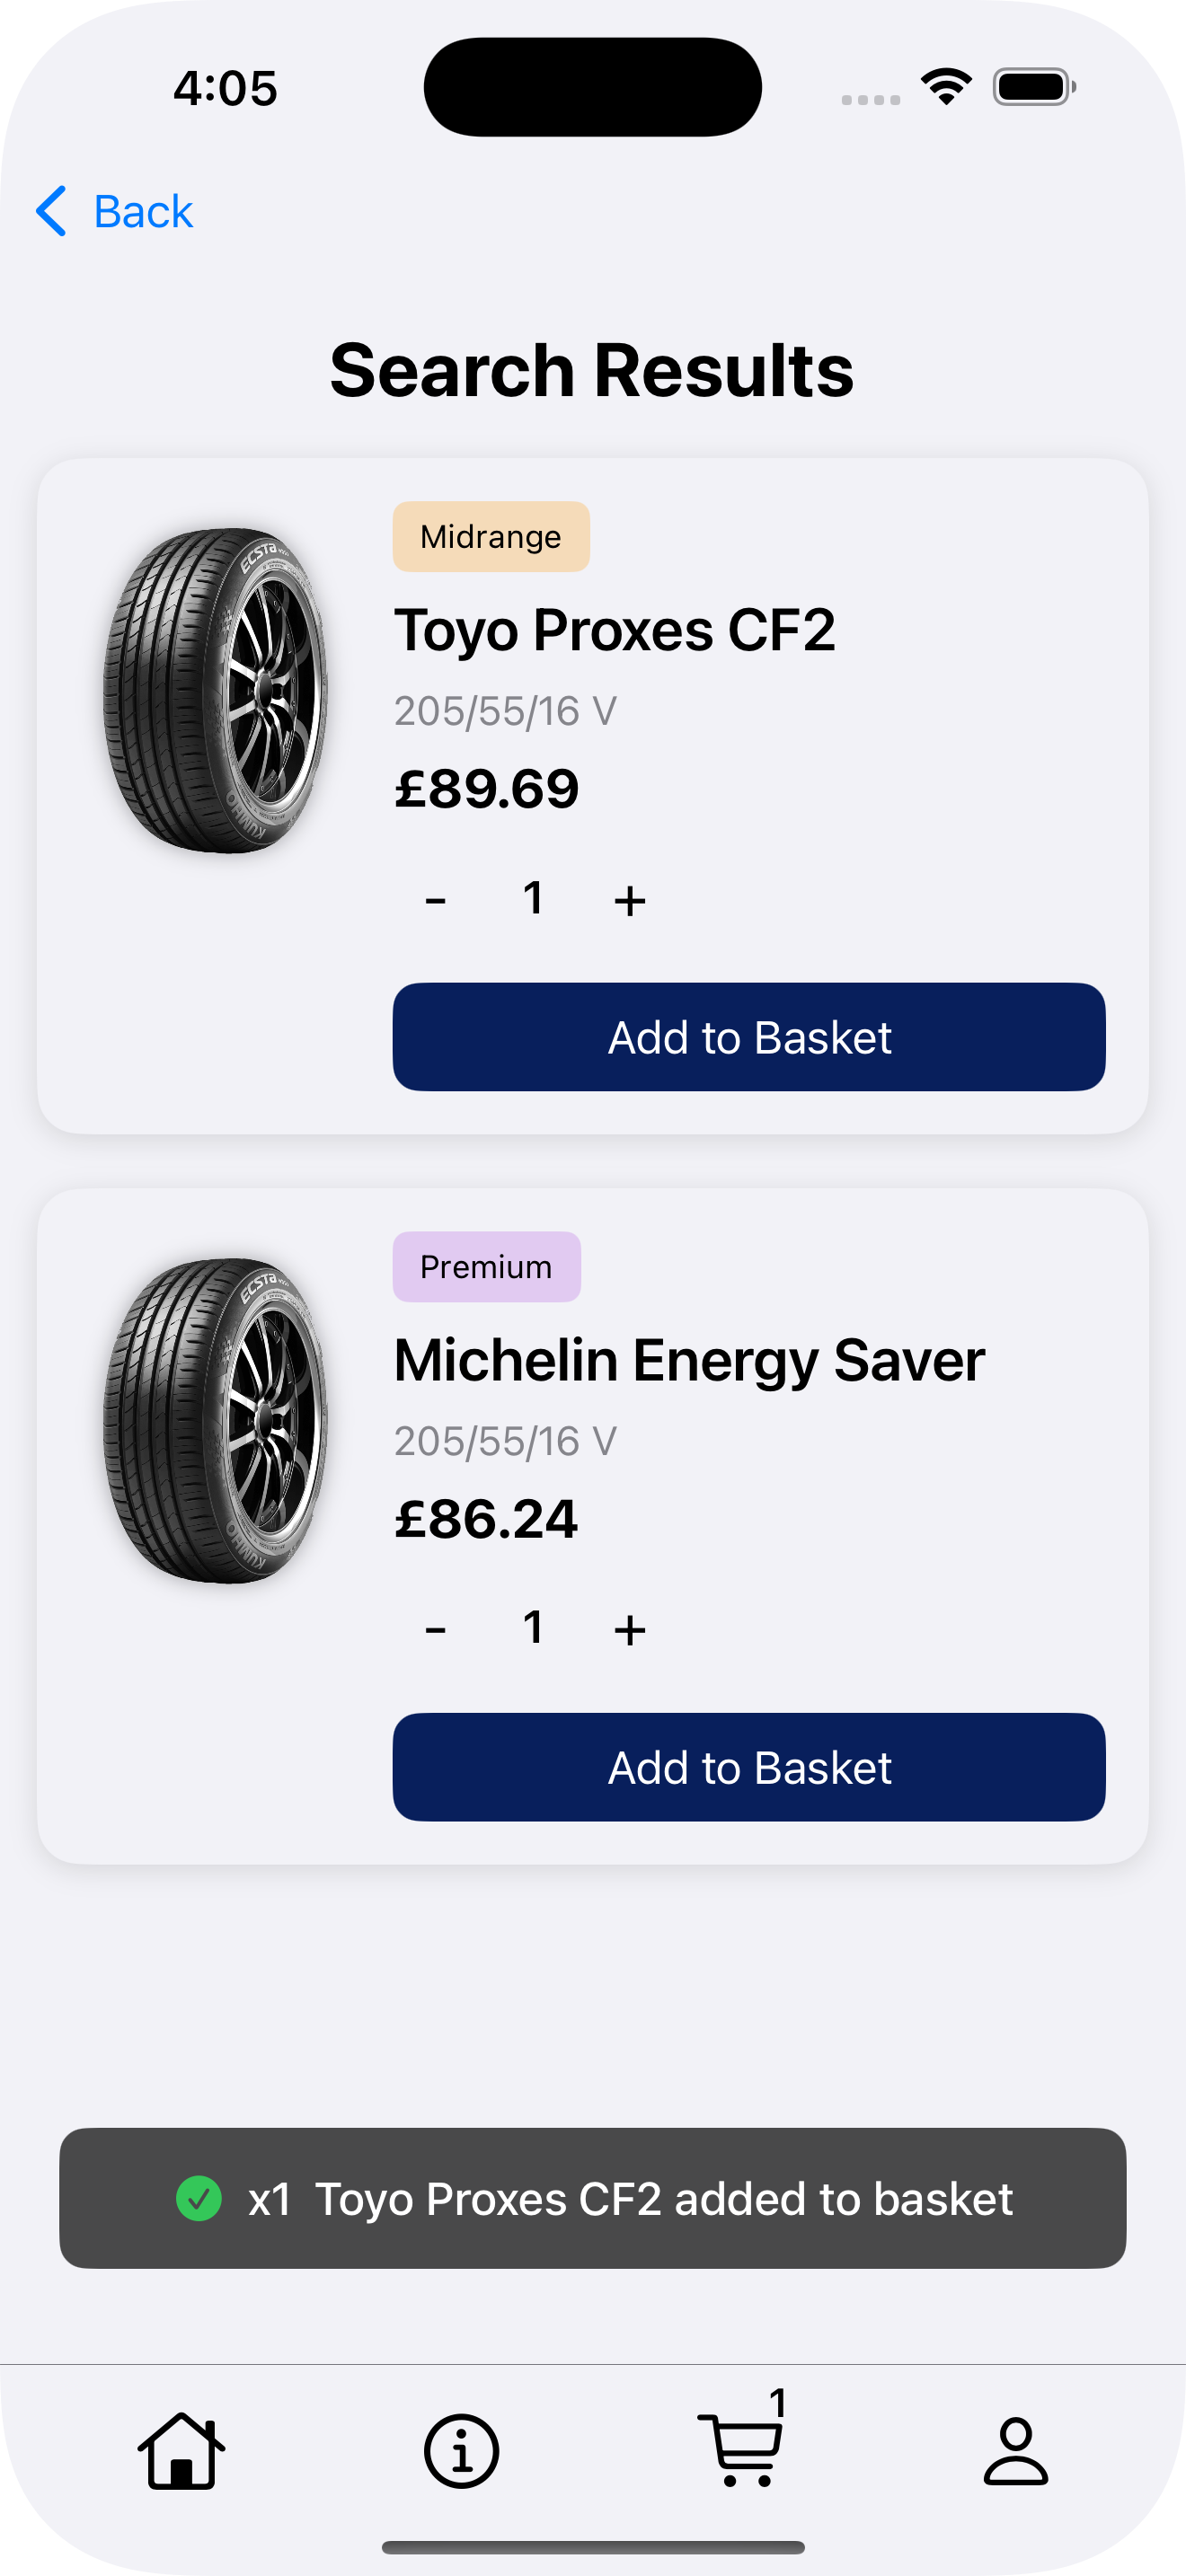 4:05
Back
Search Results
Midrange
Toyo Proxes CF2
205/55/16 V
£89.69
- 1 +
Add to Basket
ECSTA
KUMHO
Premium
Michelin Energy Saver
205/55/16 V
£86.24
- 1 +
Add to Basket
ECSTA
KUMHO
x1 Toyo Proxes CF2 added to basket
1